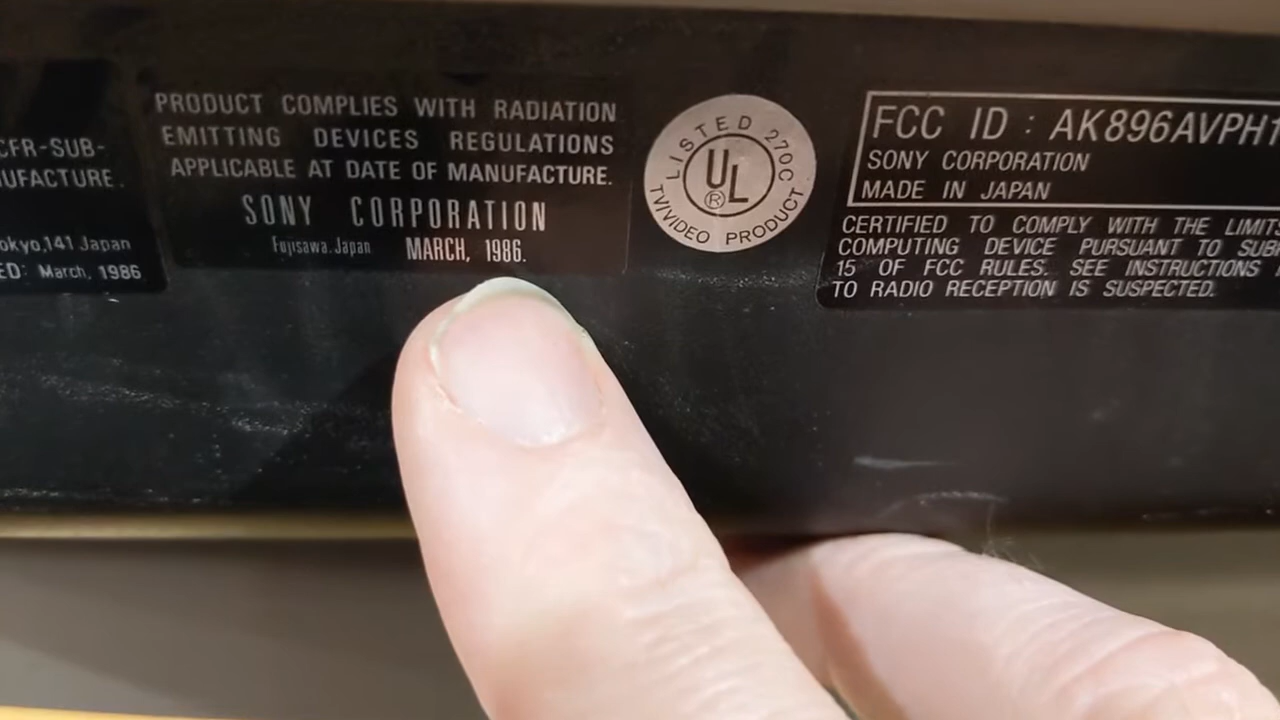 CFR-SUB-
UFACTURE.
okyo,141 Japan
ED: March, 1986
PRODUCT COMPLIES WITH RADIATION
EMITTING DEVICES REGULATIONS
APPLICABLE AT DATE OF MANUFACTURE.
SONY CORPORATION
Fujisawa.Japan MARCH, 1986.
LISTED 270C
UL
®
TV/VIDEO PRODUCT
FCC ID : AK896AVPH1
SONY CORPORATION
MADE IN JAPAN
CERTIFIED TO COMPLY WITH THE LIMITS
COMPUTING DEVICE PURSUANT TO SUB
15 OF FCC RULES. SEE INSTRUCTIONS
TO RADIO RECEPTION IS SUSPECTED.